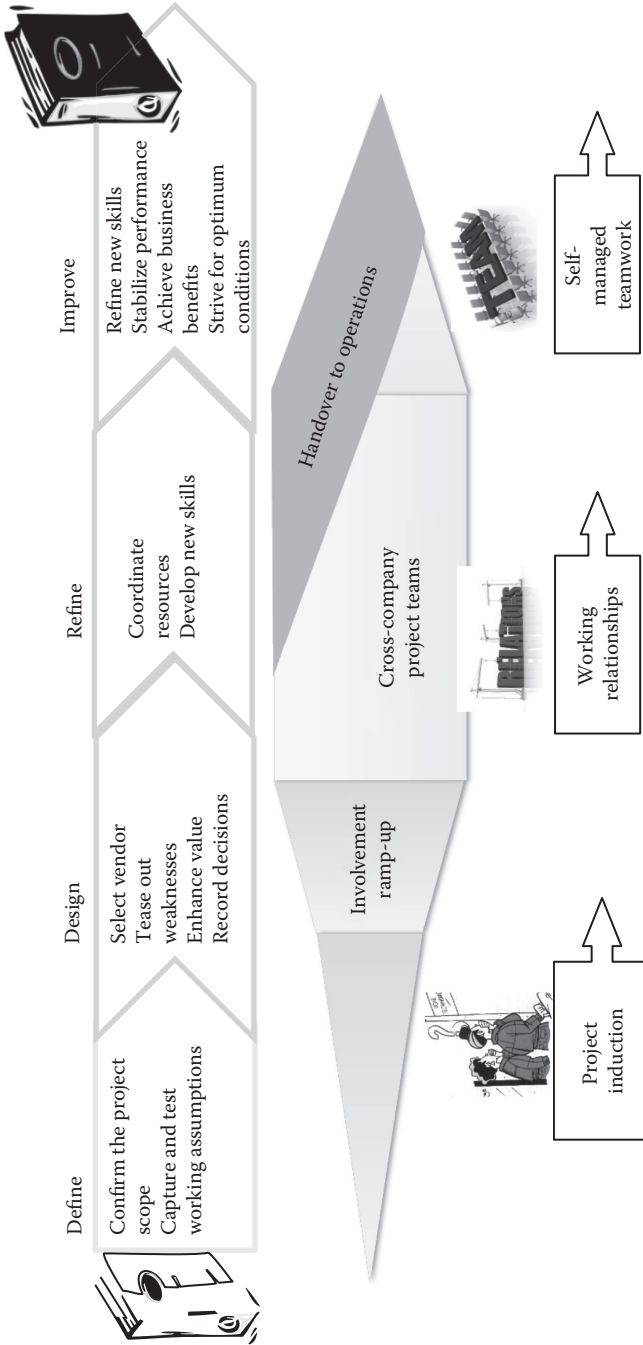 Define
Confirm the project
scope
Capture and test
working assumptions
Design
Select vendor
Tease out
weaknesses
Enhance value
Record decisions
Refine
Coordinate
resources
Develop new skills
Improve
Refine new skills
Stabilize performance
Achieve business
benefits
Strive for optimum
conditions
Involvement
ramp-up
Cross-company
project teams
Handover to operations
TEAM
Project
induction
Working
relationships
Self-
managed
teamwork